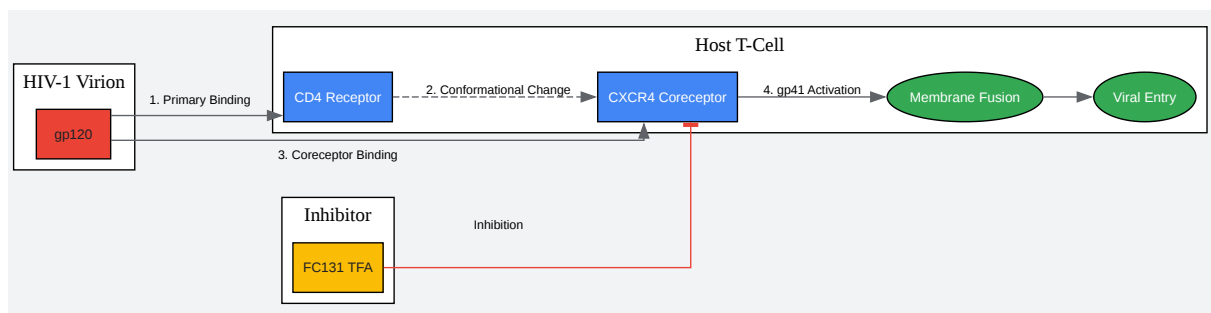 Host T-Cell
HIV-1 Virion
gp120
1. Primary Binding
CD4 Receptor
2. Conformational Change
CXCR4 Coreceptor
4. gp41 Activation
Membrane Fusion
Viral Entry
3. Coreceptor Binding
Inhibitor
FC131 TFA
Inhibition